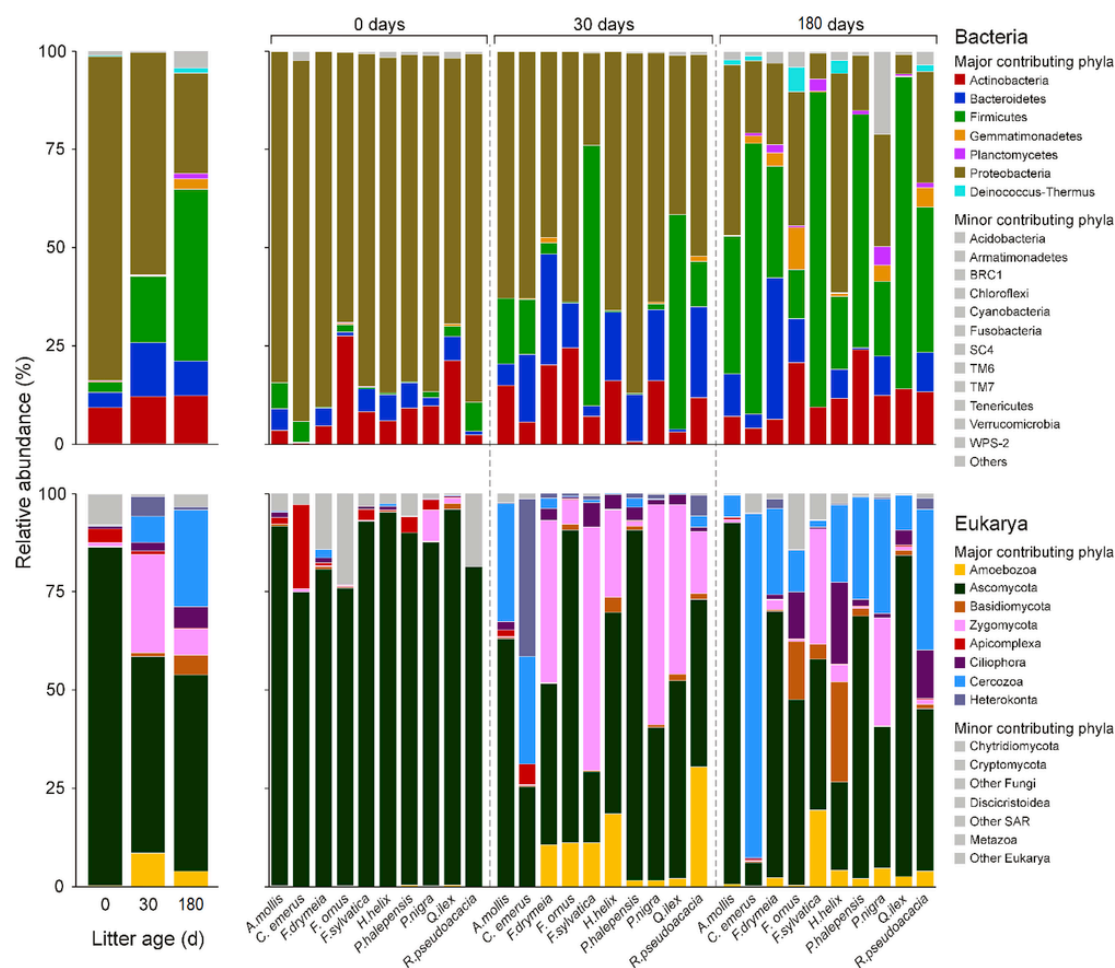 0 days
30 days
180 days
100
75
50
25
0
Relative abundance (%)
Bacteria
Major contributing phyla
Actinobacteria
Bacteroidetes
Firmicutes
Gemmatimonadetes
Planctomycetes
Proteobacteria
Deinococcus-Thermus
Minor contributing phyla
Acidobacteria
Armatimonadetes
BRC1
Chloroflexi
Cyanobacteria
Fusobacteria
SC4
TM6
TM7
Tenericutes
Verrucomicrobia
WPS-2
Others
100
75
50
25
0
Eukarya
Major contributing phyla
Amoebozoa
Ascomycota
Basidiomycota
Zygomycota
Apicomplexa
Ciliophora
Cercozoa
Heterokonta
Minor contributing phyla
Chytridiomycota
Cryptomycota
Other Fungi
Discicristoidea
Other SAR
Metazoa
Other Eukarya
0 30 180
Litter age (d)
A.mollis
C. emerus
F.drymeia
F. ornus
F.sylvatica
H.helix
P.halepensis
P.nigra
Q.ilex
R.pseudoacacia
A.mollis
C. emerus
F.drymeia
F. ornus
F.sylvatica
H.helix
P.halepensis
P.nigra
Q.ilex
R.pseudoacacia
A.mollis
C. emerus
F.drymeia
F. ornus
F.sylvatica
H.helix
P.halepensis
P.nigra
Q.ilex
R.pseudoacacia